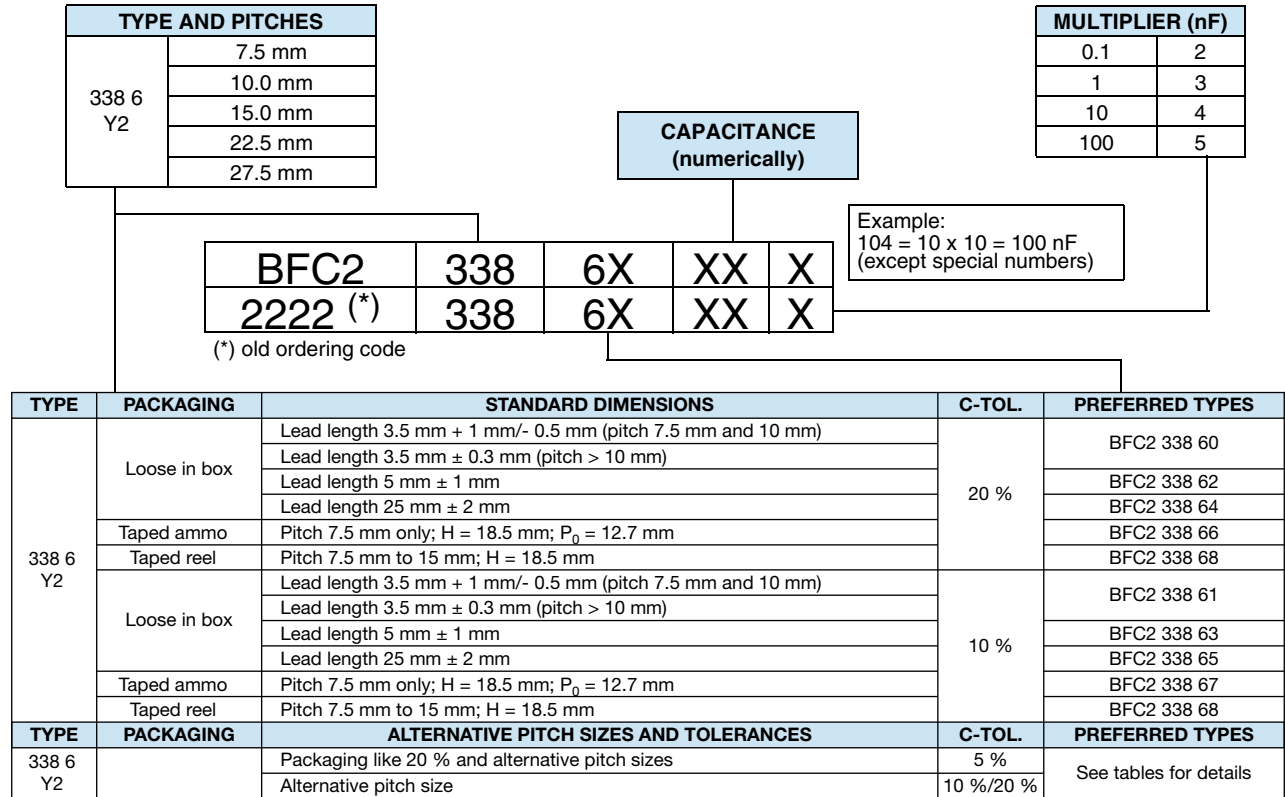 TYPE AND PITCHES
338 6
Y2
7.5 mm
10.0 mm
15.0 mm
22.5 mm
27.5 mm
MULTIPLIER (nF)
0.1 2
1 3
10 4
100 5
CAPACITANCE
(numerically)
Example:
104 = 10 x 10 = 100 nF
(except special numbers)
BFC2 338 6X XX X
2222 (*) 338 6X XX X
(*) old ordering code
TYPE PACKAGING STANDARD DIMENSIONS C-TOL. PREFERRED TYPES
338 6
Y2
Loose in box
Lead length 3.5 mm + 1 mm/- 0.5 mm (pitch 7.5 mm and 10 mm)
Lead length 3.5 mm ± 0.3 mm (pitch > 10 mm)
20 %
BFC2 338 60
Lead length 5 mm ± 1 mm BFC2 338 62
Lead length 25 mm ± 2 mm BFC2 338 64
Taped ammo Pitch 7.5 mm only; H = 18.5 mm; P0 = 12.7 mm BFC2 338 66
Taped reel Pitch 7.5 mm to 15 mm; H = 18.5 mm BFC2 338 68
Loose in box
Lead length 3.5 mm + 1 mm/- 0.5 mm (pitch 7.5 mm and 10 mm)
Lead length 3.5 mm ± 0.3 mm (pitch > 10 mm)
10 %
BFC2 338 61
Lead length 5 mm ± 1 mm BFC2 338 63
Lead length 25 mm ± 2 mm BFC2 338 65
Taped ammo Pitch 7.5 mm only; H = 18.5 mm; P0 = 12.7 mm BFC2 338 67
Taped reel Pitch 7.5 mm to 15 mm; H = 18.5 mm BFC2 338 68
TYPE PACKAGING ALTERNATIVE PITCH SIZES AND TOLERANCES C-TOL. PREFERRED TYPES
338 6
Y2
Packaging like 20 % and alternative pitch sizes 5 %
Alternative pitch size 10 %/20 %
See tables for details